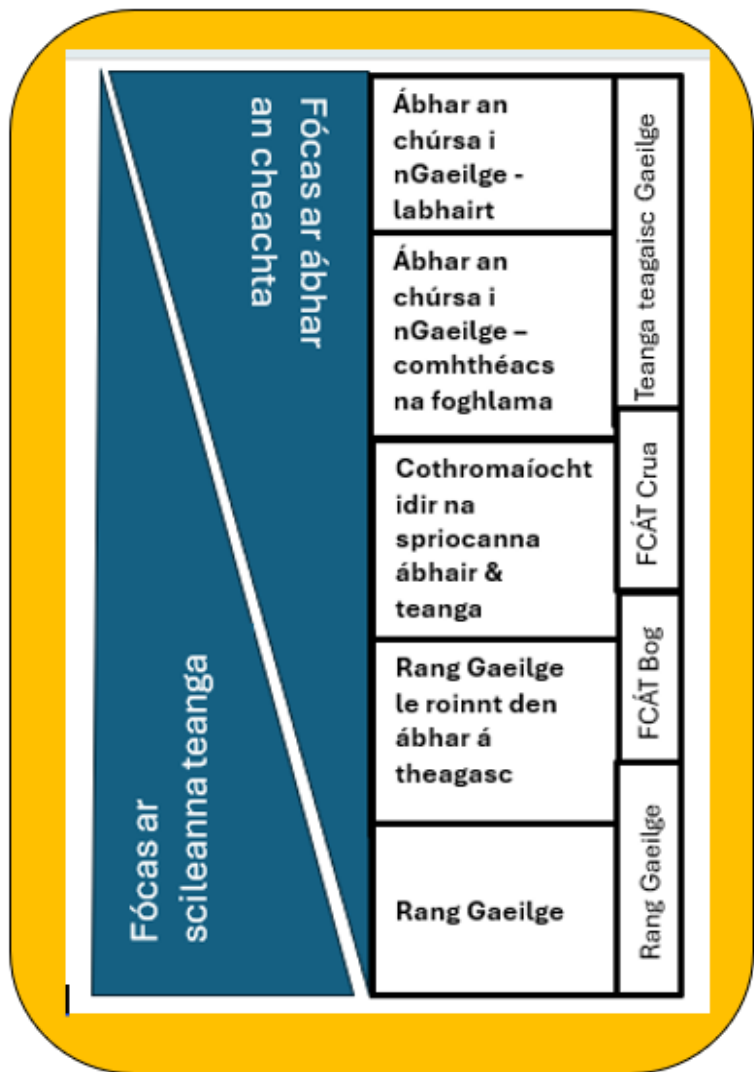 Fócas ar ábhar
an cheachta
Fócas ar
scileanna teanga
Ábhar an
chúrsa i
nGaeilge -
labhairt
Ábhar an
chúrsa i
nGaeilge –
comhthéacs
na foghlama
Cothromaíocht
idir na
spriocanna
ábhair &
teanga
Rang Gaeilge
le roinnt den
ábhar á
theagasc
Rang Gaeilge
Teanga teagaisc Gaeilge
FCÁT Crua
FCÁT Bog
Rang Gaeilge